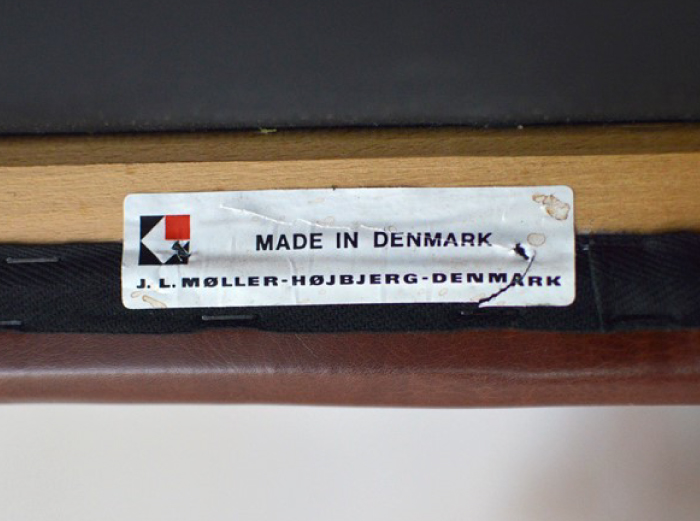 MADE IN DENMARK
J. L. MØLLER-HØJBJERG-DENMARK